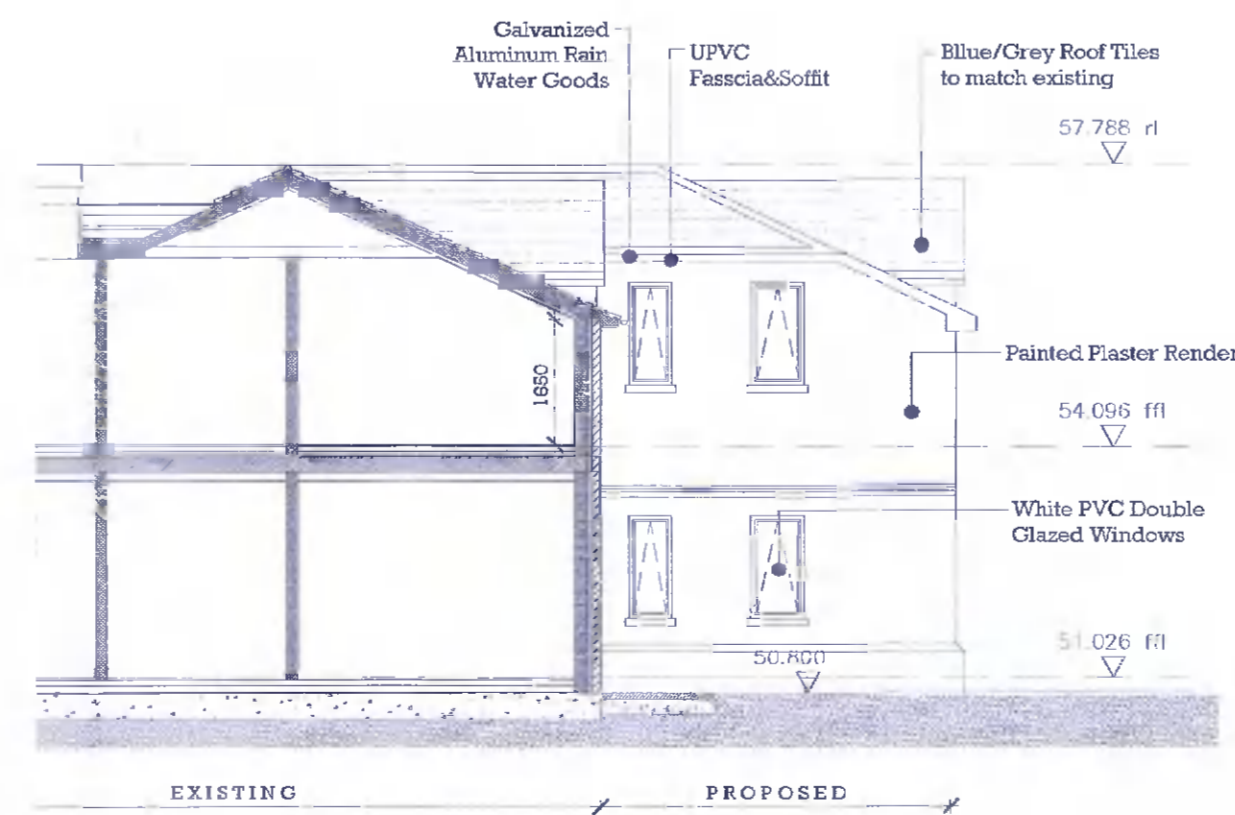 Galvanized
Aluminum Rain
Water Goods
UPVC
Fasscia&Soffit
Bllue/Grey Roof Tiles
to match existing
57.788 rl
1650
Painted Plaster Render
54.096 ffl
White PVC Double
Glazed Windows
51.026 ffl
50.800
EXISTING
PROPOSED